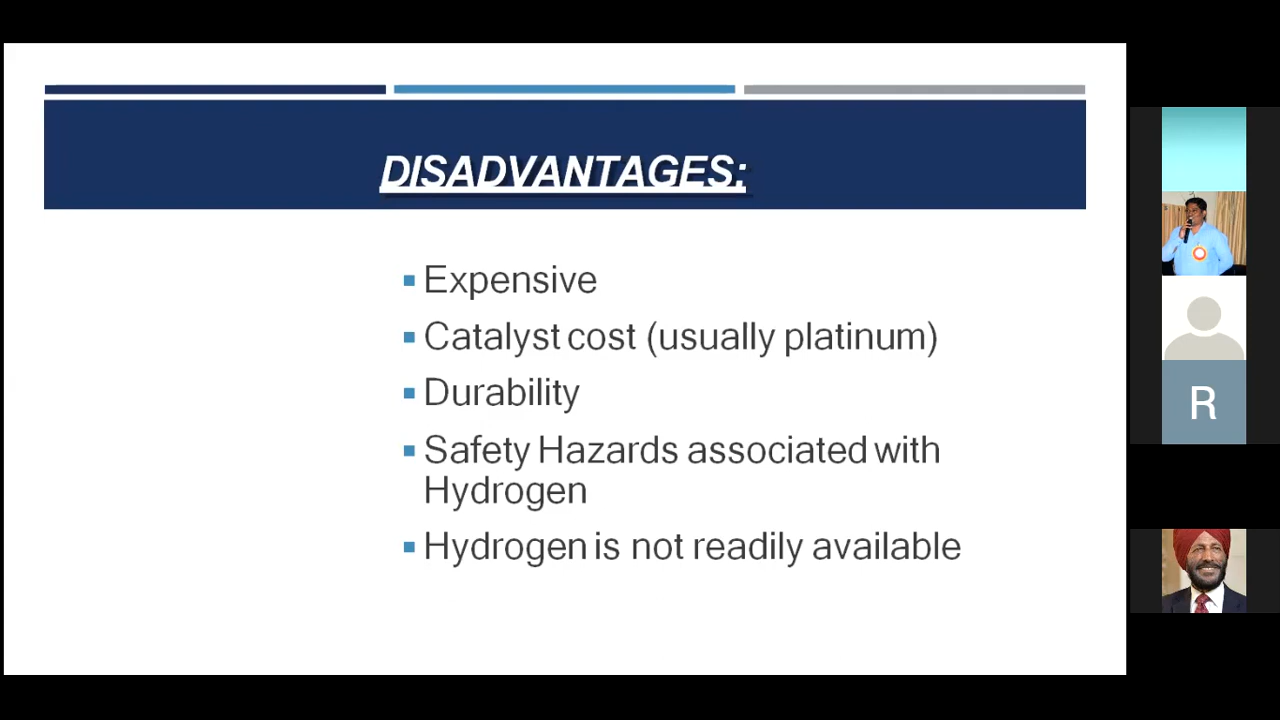 DISADVANTAGES:
Expensive
Catalyst cost (usually platinum)
Durability
Safety Hazards associated with
Hydrogen
Hydrogen is not readily available
R